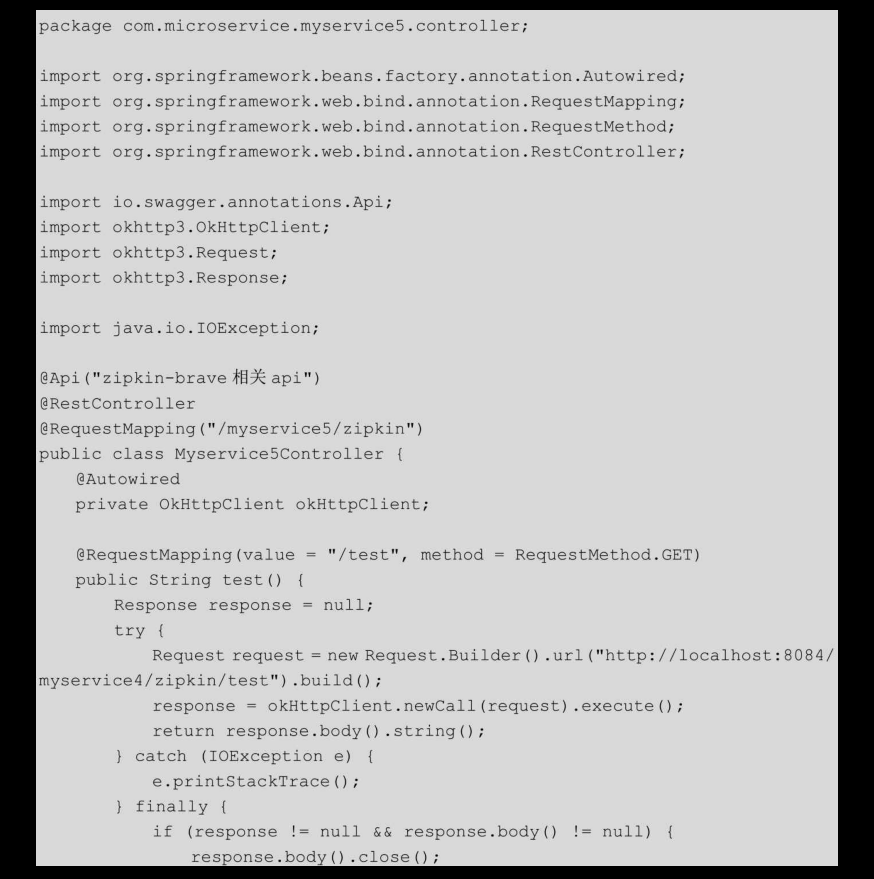 package com.microservice.myservice5.controller;

import org.springframework.beans.factory.annotation.Autowired;
import org.springframework.web.bind.annotation.RequestMapping;
import org.springframework.web.bind.annotation.RequestMethod;
import org.springframework.web.bind.annotation.RestController;

import io.swagger.annotations.Api;
import okhttp3.OkHttpClient;
import okhttp3.Request;
import okhttp3.Response;

import java.io.IOException;

@Api("zipkin-brave 相关 api")
@RestController
@RequestMapping("/myservice5/zipkin")
public class Myservice5Controller {
    @Autowired
    private OkHttpClient okHttpClient;

    @RequestMapping(value = "/test", method = RequestMethod.GET)
    public String test() {
        Response response = null;
        try {
            Request request = new Request.Builder().url("http://localhost:8084/
myservice4/zipkin/test").build();
            response = okHttpClient.newCall(request).execute();
            return response.body().string();
        } catch (IOException e) {
            e.printStackTrace();
        } finally {
            if (response != null && response.body() != null) {
                response.body().close();